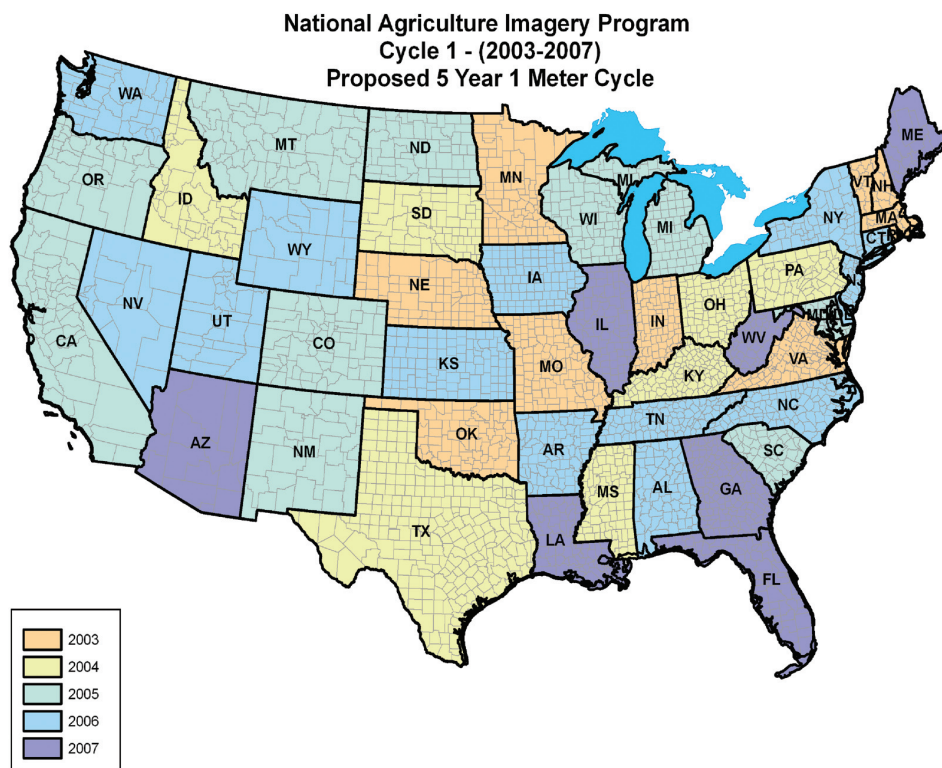 National Agriculture Imagery Program
Cycle 1 - (2003-2007)
Proposed 5 Year 1 Meter Cycle
WA
MT
ND
MN
ME
OR
ID
SD
WI
MI
MI
VT
NH
NY
MA
CT
WY
IA
NE
PA
NV
UT
CO
KS
IL
IN
OH
WV
MD
DE
VA
CA
MO
KY
AZ
NM
OK
AR
TN
NC
SC
TX
MS
AL
GA
LA
FL
2003
2004
2005
2006
2007